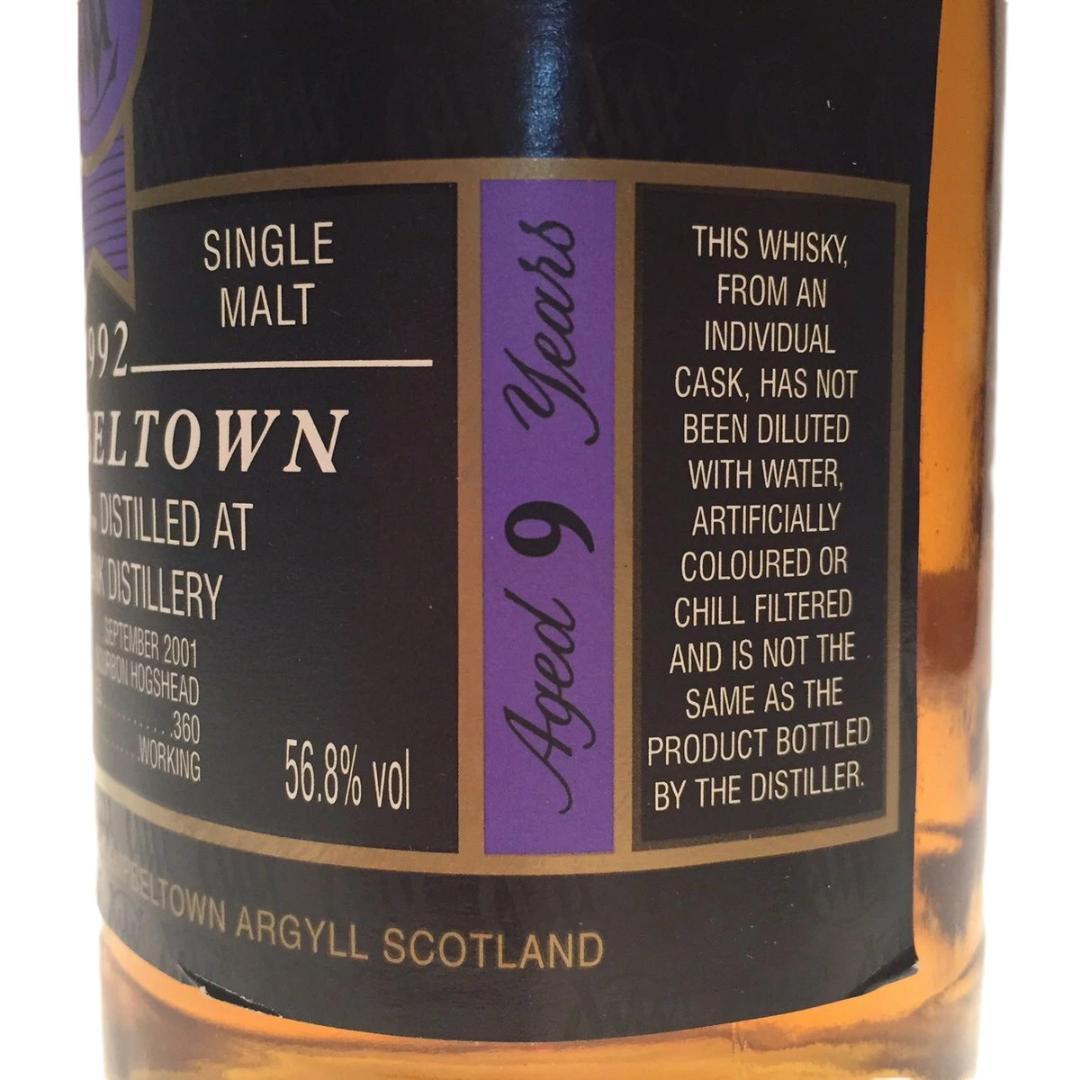 SINGLE
MALT
992
BELTOWN
DISTILLED AT
DISTILLERY
SEPTEMBER 2001
HOGSHEAD
360
WORKING
56.8% vol
Aged 9 Years
THIS WHISKY,
FROM AN
INDIVIDUAL
CASK, HAS NOT
BEEN DILUTED
WITH WATER,
ARTIFICIALLY
COLOURED OR
CHILL FILTERED
AND IS NOT THE
SAME AS THE
PRODUCT BOTTLED
BY THE DISTILLER.
BELTOWN ARGYLL SCOTLAND